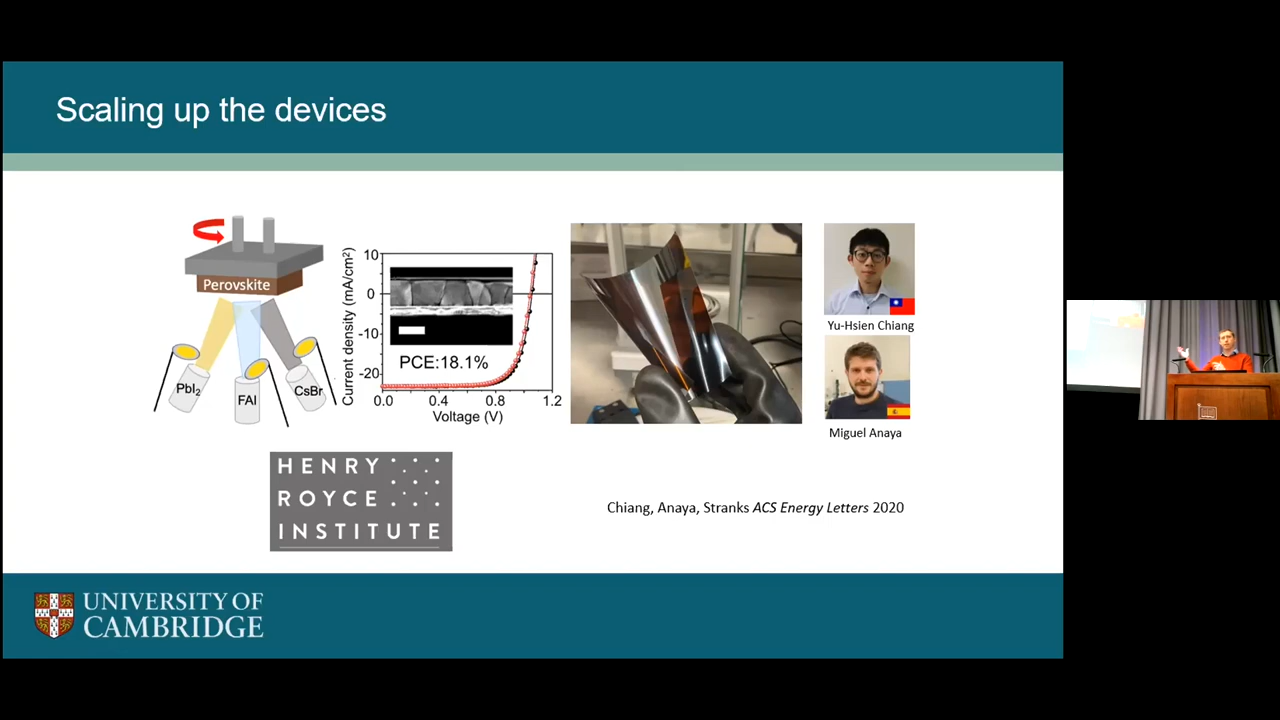 Scaling up the devices
Perovskite
PbI₂
FAI
CsBr
Current density (mA/cm²)
10
0
-10
-20
PCE:18.1%
0.0 0.4 0.8 1.2
Voltage (V)
Yu-Hsien Chiang
Miguel Anaya
HENRY
ROYCE
INSTITUTE
Chiang, Anaya, Stranks ACS Energy Letters 2020
UNIVERSITY OF
CAMBRIDGE